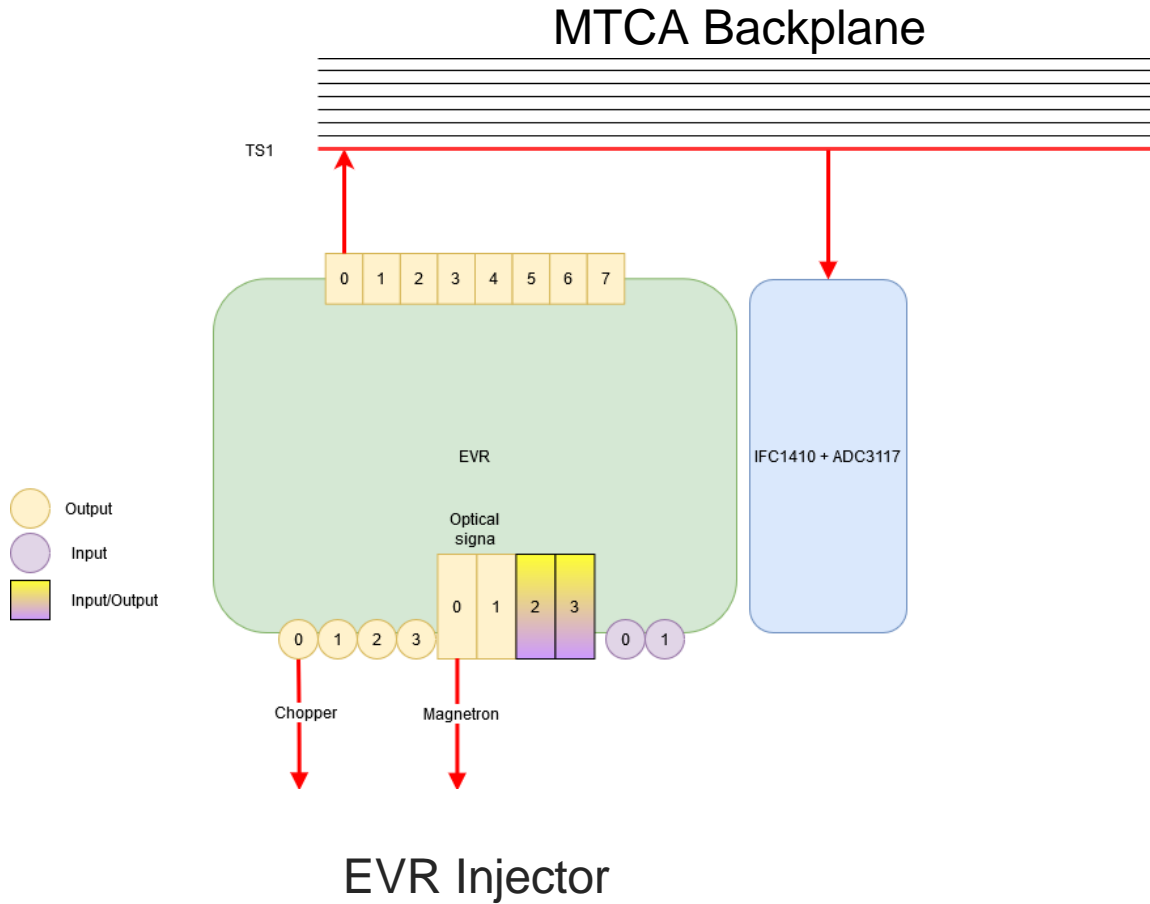 MTCA Backplane
TS1
0 1 2 3 4 5 6 7
EVR
IFC1410 + ADC3117
Output
Input
Input/Output
Optical
signa
0 1 2 3
0 1 2 3
0 1
Chopper
Magnetron
EVR Injector